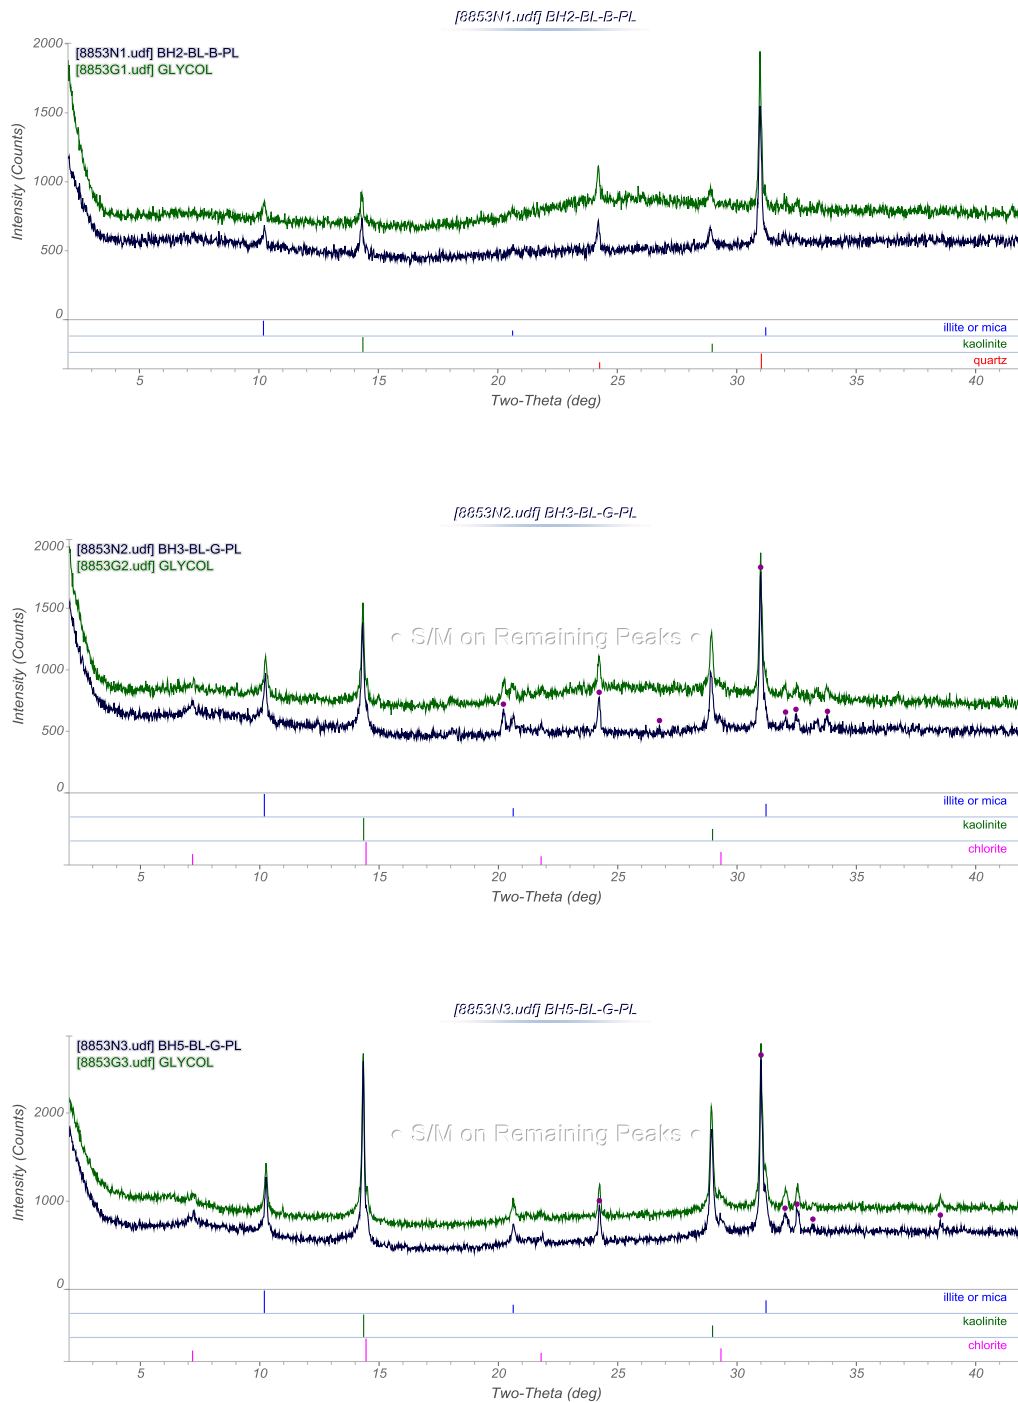 [8853N1.udf] BH2-BL-B-PL
[8853N1.udf] BH2-BL-B-PL
[8853G1.udf] GLYCOL
2000
1500
1000
500
0
Intensity (Counts)
illite or mica
kaolinite
quartz
5 10 15 20 25 30 35 40
Two-Theta (deg)
[8853N2.udf] BH3-BL-G-PL
[8853N2.udf] BH3-BL-G-PL
[8853G2.udf] GLYCOL
• S/M on Remaining Peaks •
2000
1500
1000
500
0
Intensity (Counts)
illite or mica
kaolinite
chlorite
5 10 15 20 25 30 35 40
Two-Theta (deg)
[8853N3.udf] BH5-BL-G-PL
[8853N3.udf] BH5-BL-G-PL
[8853G3.udf] GLYCOL
• S/M on Remaining Peaks •
2000
1000
0
Intensity (Counts)
illite or mica
kaolinite
chlorite
5 10 15 20 25 30 35 40
Two-Theta (deg)